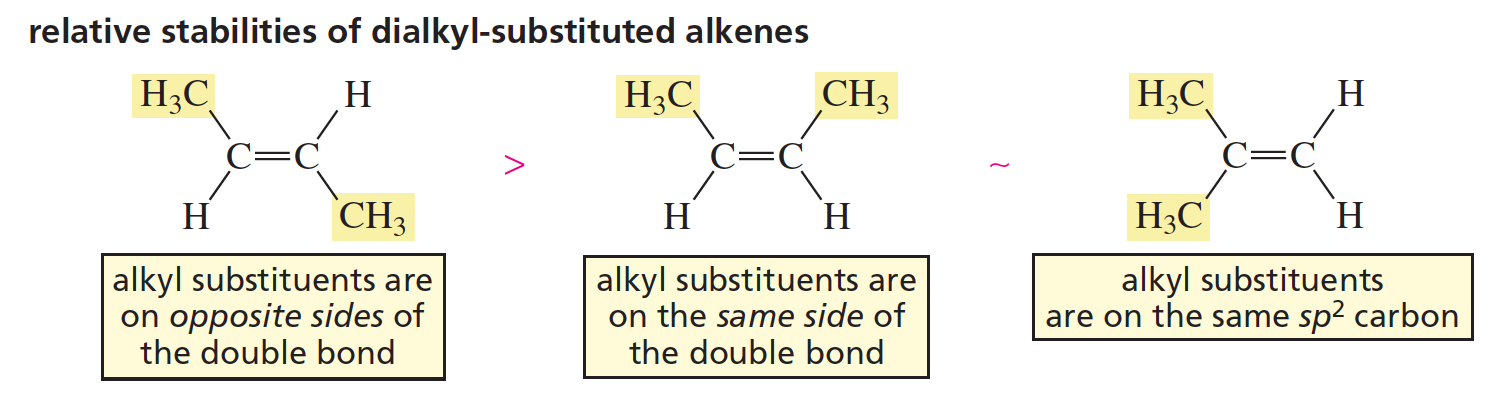 relative stabilities of dialkyl-substituted alkenes
H₃C H H₃C CH₃ H₃C H
C=C > C=C ~ C=C
H CH₃ H H H₃C H
alkyl substituents are
on opposite sides of
the double bond
alkyl substituents are
on the same side of
the double bond
alkyl substituents
are on the same sp² carbon